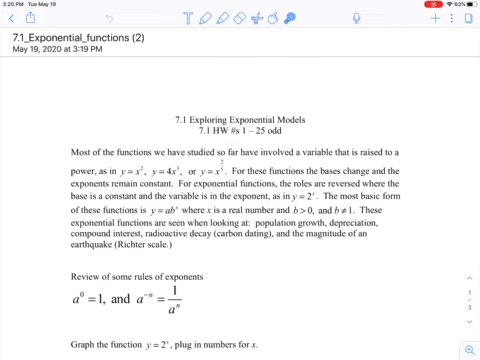 3:20 PM Tue May 19
63%
7.1_Exponential_functions (2)
May 19, 2020 at 3:19 PM
7.1 Exploring Exponential Models
7.1 HW #s 1 – 25 odd
Most of the functions we have studied so far have involved a variable that is raised to a
power, as in y = x², y = 4x³, or y = x^(2/3). For these functions the bases change and the
exponents remain constant. For exponential functions, the roles are reversed where the
base is a constant and the variable is in the exponent, as in y = 2ˣ. The most basic form
of these functions is y = abˣ where x is a real number and b > 0, and b ≠ 1. These
exponential functions are seen when looking at: population growth, depreciation,
compound interest, radioactive decay (carbon dating), and the magnitude of an
earthquake (Richter scale.)
Review of some rules of exponents
a⁰ = 1, and a⁻ⁿ = 1/aⁿ
Graph the function y = 2ˣ, plug in numbers for x.
1
/
3